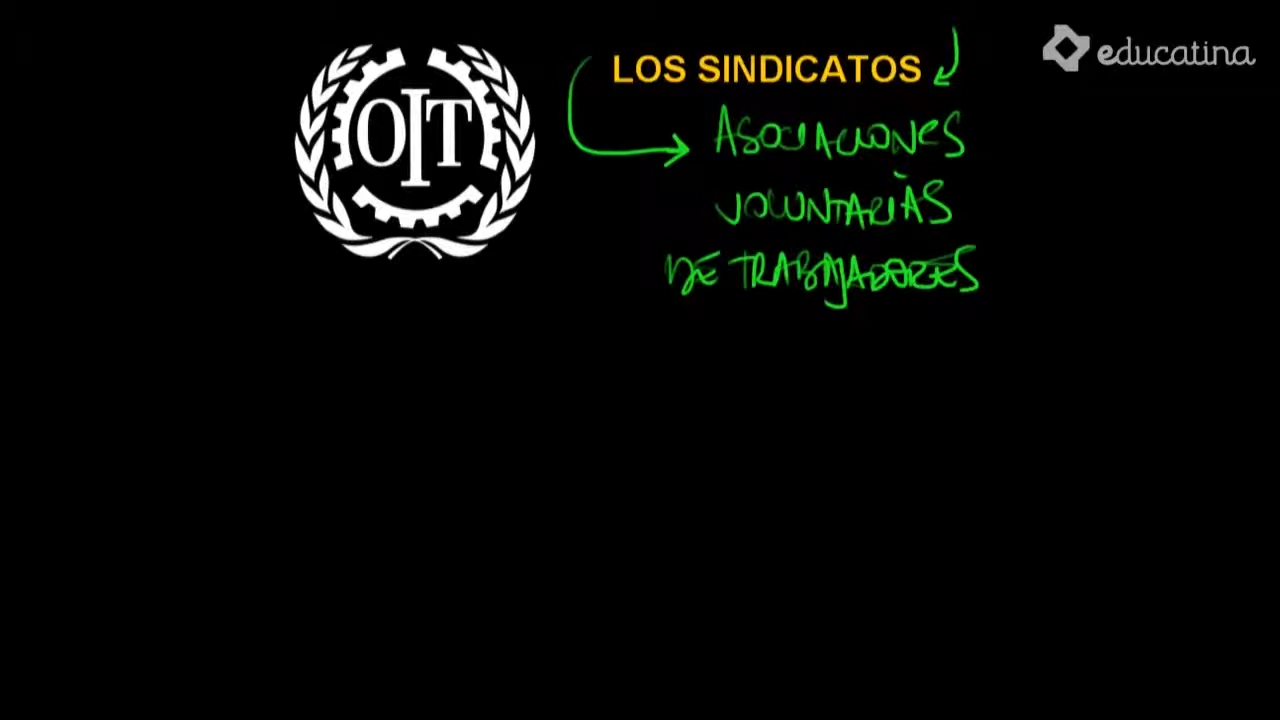 OIT
LOS SINDICATOS
educatina
ASOCIACIONES
VOLUNTARIAS
DE TRABAJADORES